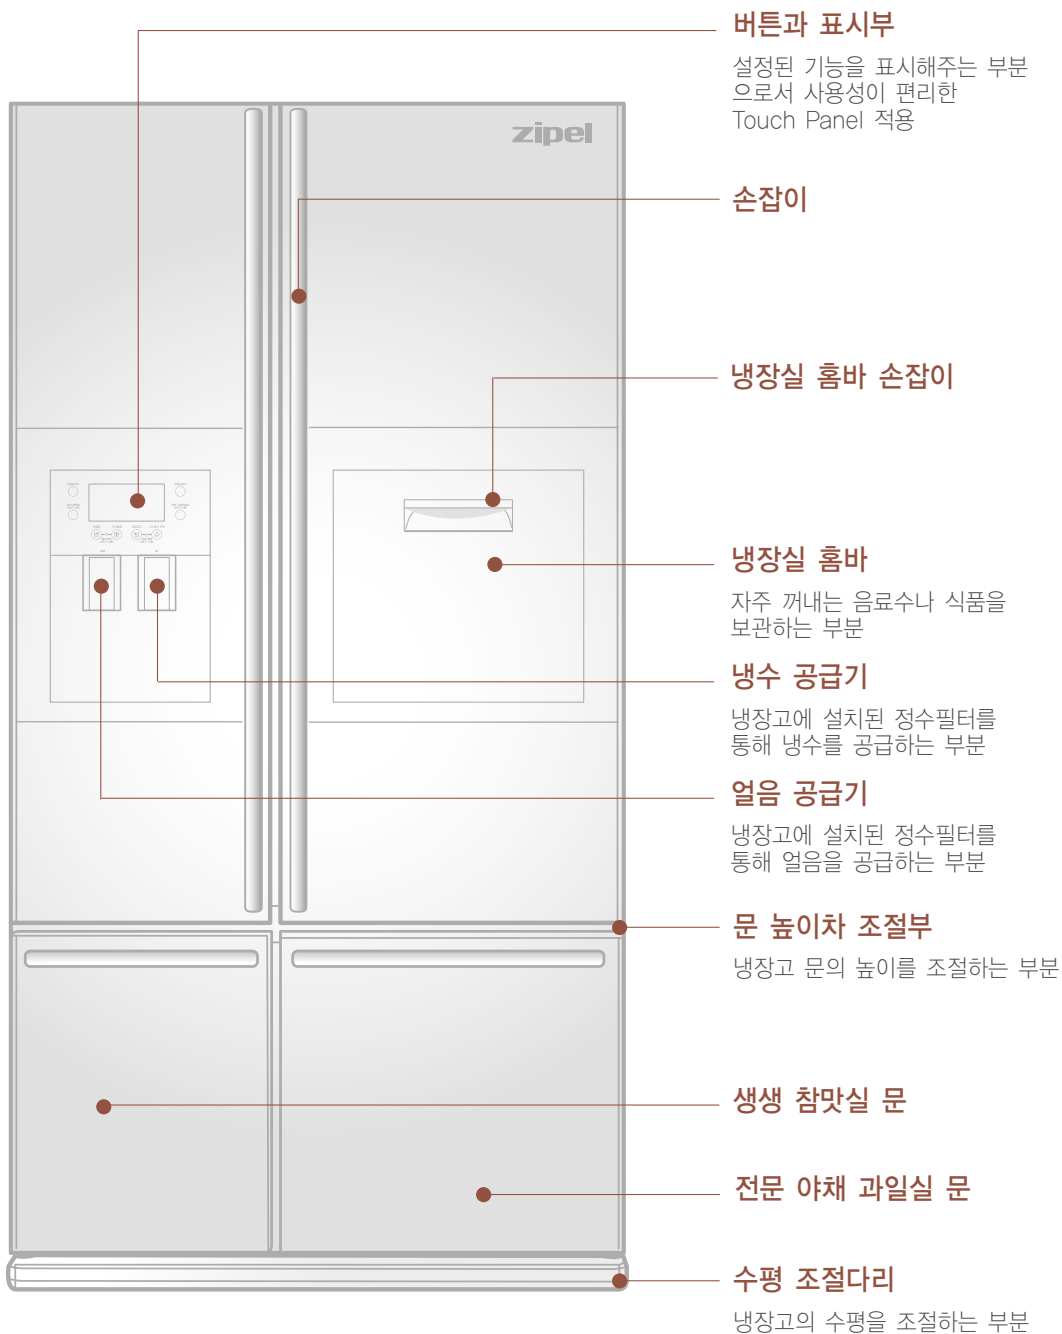 버튼과 표시부
설정된 기능을 표시해주는 부분
으로서 사용성이 편리한
Touch Panel 적용
zipel
손잡이
냉장실 홈바 손잡이
냉장실 홈바
자주 꺼내는 음료수나 식품을
보관하는 부분
냉수 공급기
냉장고에 설치된 정수필터를
통해 냉수를 공급하는 부분
얼음 공급기
냉장고에 설치된 정수필터를
통해 얼음을 공급하는 부분
문 높이차 조절부
냉장고 문의 높이를 조절하는 부분
생생 참맛실 문
전문 야채 과일실 문
수평 조절다리
냉장고의 수평을 조절하는 부분